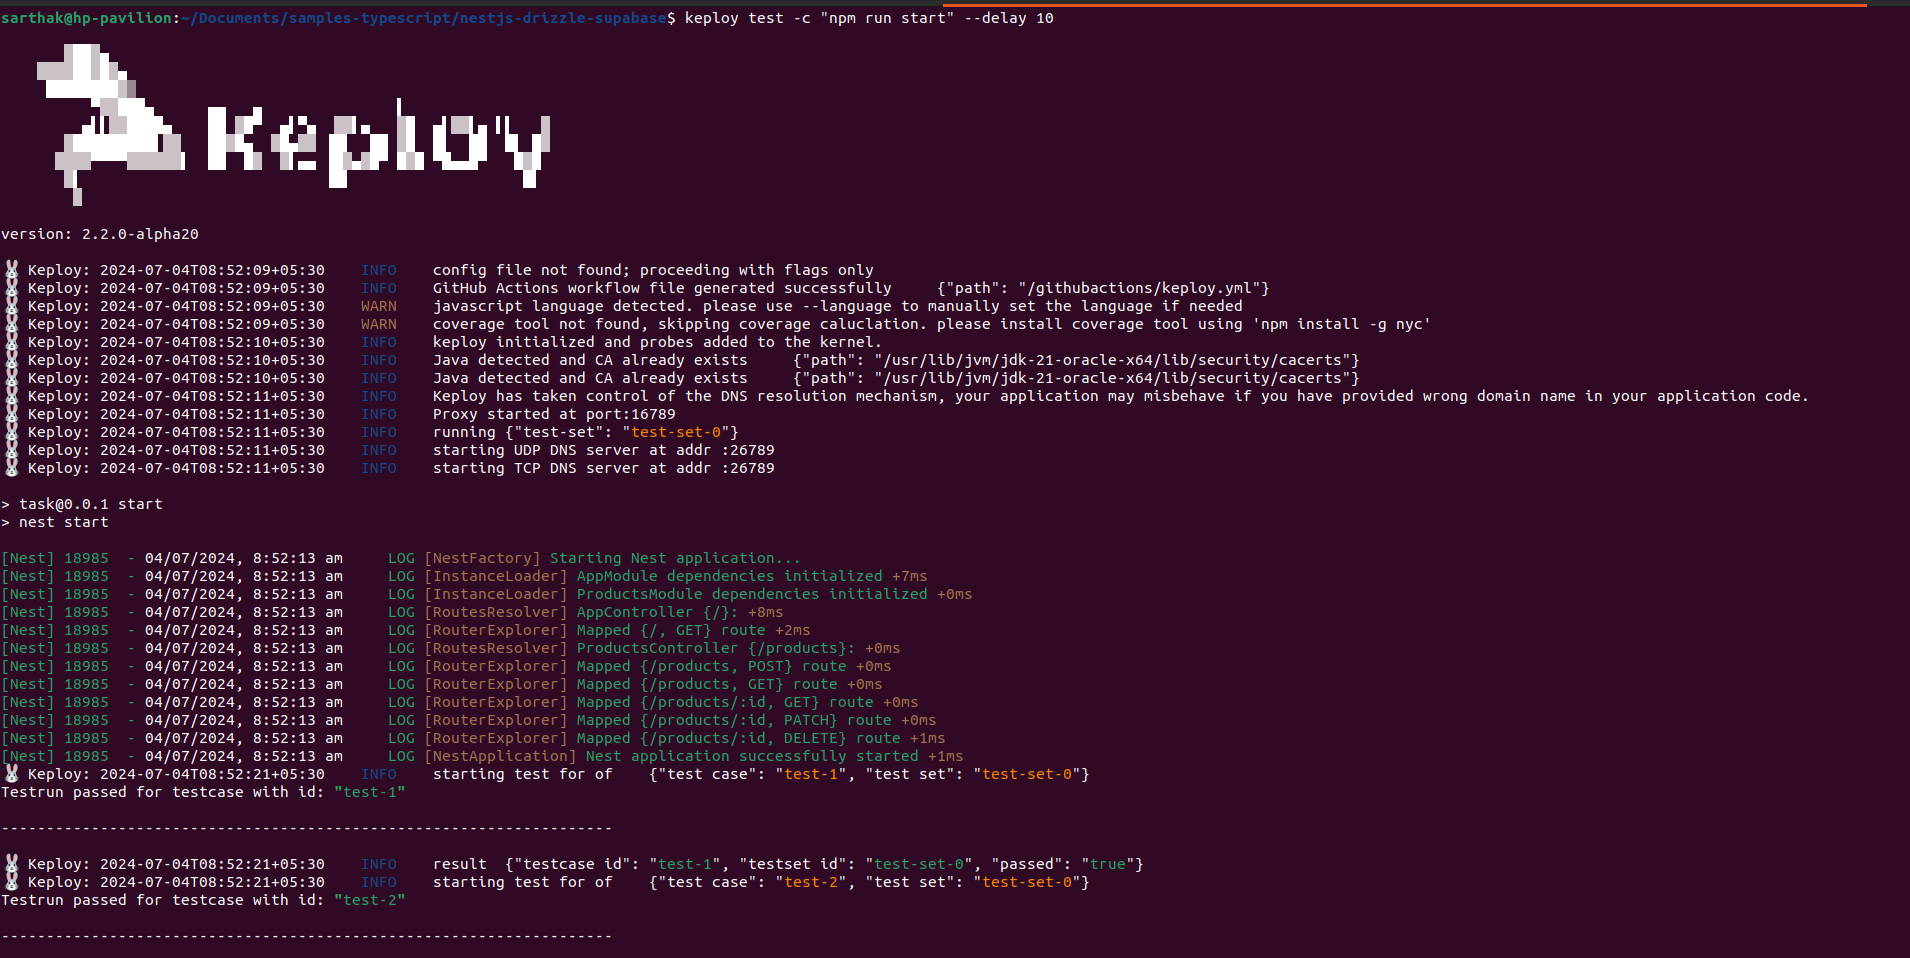 sarthak@hp-pavilion:~/Documents/samples-typescript/nestjs-drizzle-supabase$ keploy test -c "npm run start" --delay 10
Keploy
version: 2.2.0-alpha20
🐰 Keploy: 2024-07-04T08:52:09+05:30 INFO config file not found; proceeding with flags only
🐰 Keploy: 2024-07-04T08:52:09+05:30 INFO GitHub Actions workflow file generated successfully {"path": "/githubactions/keploy.yml"}
🐰 Keploy: 2024-07-04T08:52:09+05:30 WARN javascript language detected. please use --language to manually set the language if needed
🐰 Keploy: 2024-07-04T08:52:09+05:30 WARN coverage tool not found, skipping coverage caluclation. please install coverage tool using 'npm install -g nyc'
🐰 Keploy: 2024-07-04T08:52:10+05:30 INFO keploy initialized and probes added to the kernel.
🐰 Keploy: 2024-07-04T08:52:10+05:30 INFO Java detected and CA already exists {"path": "/usr/lib/jvm/jdk-21-oracle-x64/lib/security/cacerts"}
🐰 Keploy: 2024-07-04T08:52:10+05:30 INFO Java detected and CA already exists {"path": "/usr/lib/jvm/jdk-21-oracle-x64/lib/security/cacerts"}
🐰 Keploy: 2024-07-04T08:52:11+05:30 INFO Keploy has taken control of the DNS resolution mechanism, your application may misbehave if you have provided wrong domain name in your application code.
🐰 Keploy: 2024-07-04T08:52:11+05:30 INFO Proxy started at port:16789
🐰 Keploy: 2024-07-04T08:52:11+05:30 INFO running {"test-set": "test-set-0"}
🐰 Keploy: 2024-07-04T08:52:11+05:30 INFO starting UDP DNS server at addr :26789
🐰 Keploy: 2024-07-04T08:52:11+05:30 INFO starting TCP DNS server at addr :26789
> task@0.0.1 start
> nest start
[Nest] 18985 - 04/07/2024, 8:52:13 am LOG [NestFactory] Starting Nest application...
[Nest] 18985 - 04/07/2024, 8:52:13 am LOG [InstanceLoader] AppModule dependencies initialized +7ms
[Nest] 18985 - 04/07/2024, 8:52:13 am LOG [InstanceLoader] ProductsModule dependencies initialized +0ms
[Nest] 18985 - 04/07/2024, 8:52:13 am LOG [RoutesResolver] AppController {/}: +8ms
[Nest] 18985 - 04/07/2024, 8:52:13 am LOG [RouterExplorer] Mapped {/, GET} route +2ms
[Nest] 18985 - 04/07/2024, 8:52:13 am LOG [RoutesResolver] ProductsController {/products}: +0ms
[Nest] 18985 - 04/07/2024, 8:52:13 am LOG [RouterExplorer] Mapped {/products, POST} route +0ms
[Nest] 18985 - 04/07/2024, 8:52:13 am LOG [RouterExplorer] Mapped {/products, GET} route +0ms
[Nest] 18985 - 04/07/2024, 8:52:13 am LOG [RouterExplorer] Mapped {/products/:id, GET} route +0ms
[Nest] 18985 - 04/07/2024, 8:52:13 am LOG [RouterExplorer] Mapped {/products/:id, PATCH} route +0ms
[Nest] 18985 - 04/07/2024, 8:52:13 am LOG [RouterExplorer] Mapped {/products/:id, DELETE} route +1ms
[Nest] 18985 - 04/07/2024, 8:52:13 am LOG [NestApplication] Nest application successfully started +1ms
🐰 Keploy: 2024-07-04T08:52:21+05:30 INFO starting test for of {"test case": "test-1", "test set": "test-set-0"}
Testrun passed for testcase with id: "test-1"
--------------------------------------------------------------------
🐰 Keploy: 2024-07-04T08:52:21+05:30 INFO result {"testcase id": "test-1", "testset id": "test-set-0", "passed": "true"}
🐰 Keploy: 2024-07-04T08:52:21+05:30 INFO starting test for of {"test case": "test-2", "test set": "test-set-0"}
Testrun passed for testcase with id: "test-2"
--------------------------------------------------------------------